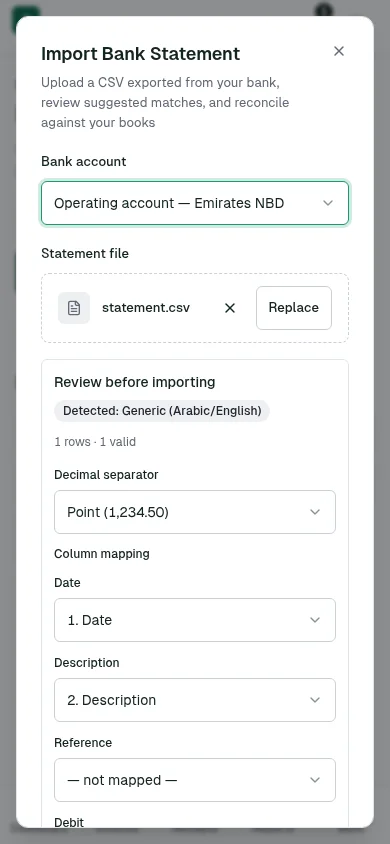 Import Bank Statement
Upload a CSV exported from your bank,
review suggested matches, and reconcile
against your books
Bank account
Operating account — Emirates NBD
Statement file
statement.csv
Replace
Review before importing
Detected: Generic (Arabic/English)
1 rows · 1 valid
Decimal separator
Point (1,234.50)
Column mapping
Date
1. Date
Description
2. Description
Reference
— not mapped —
Debit